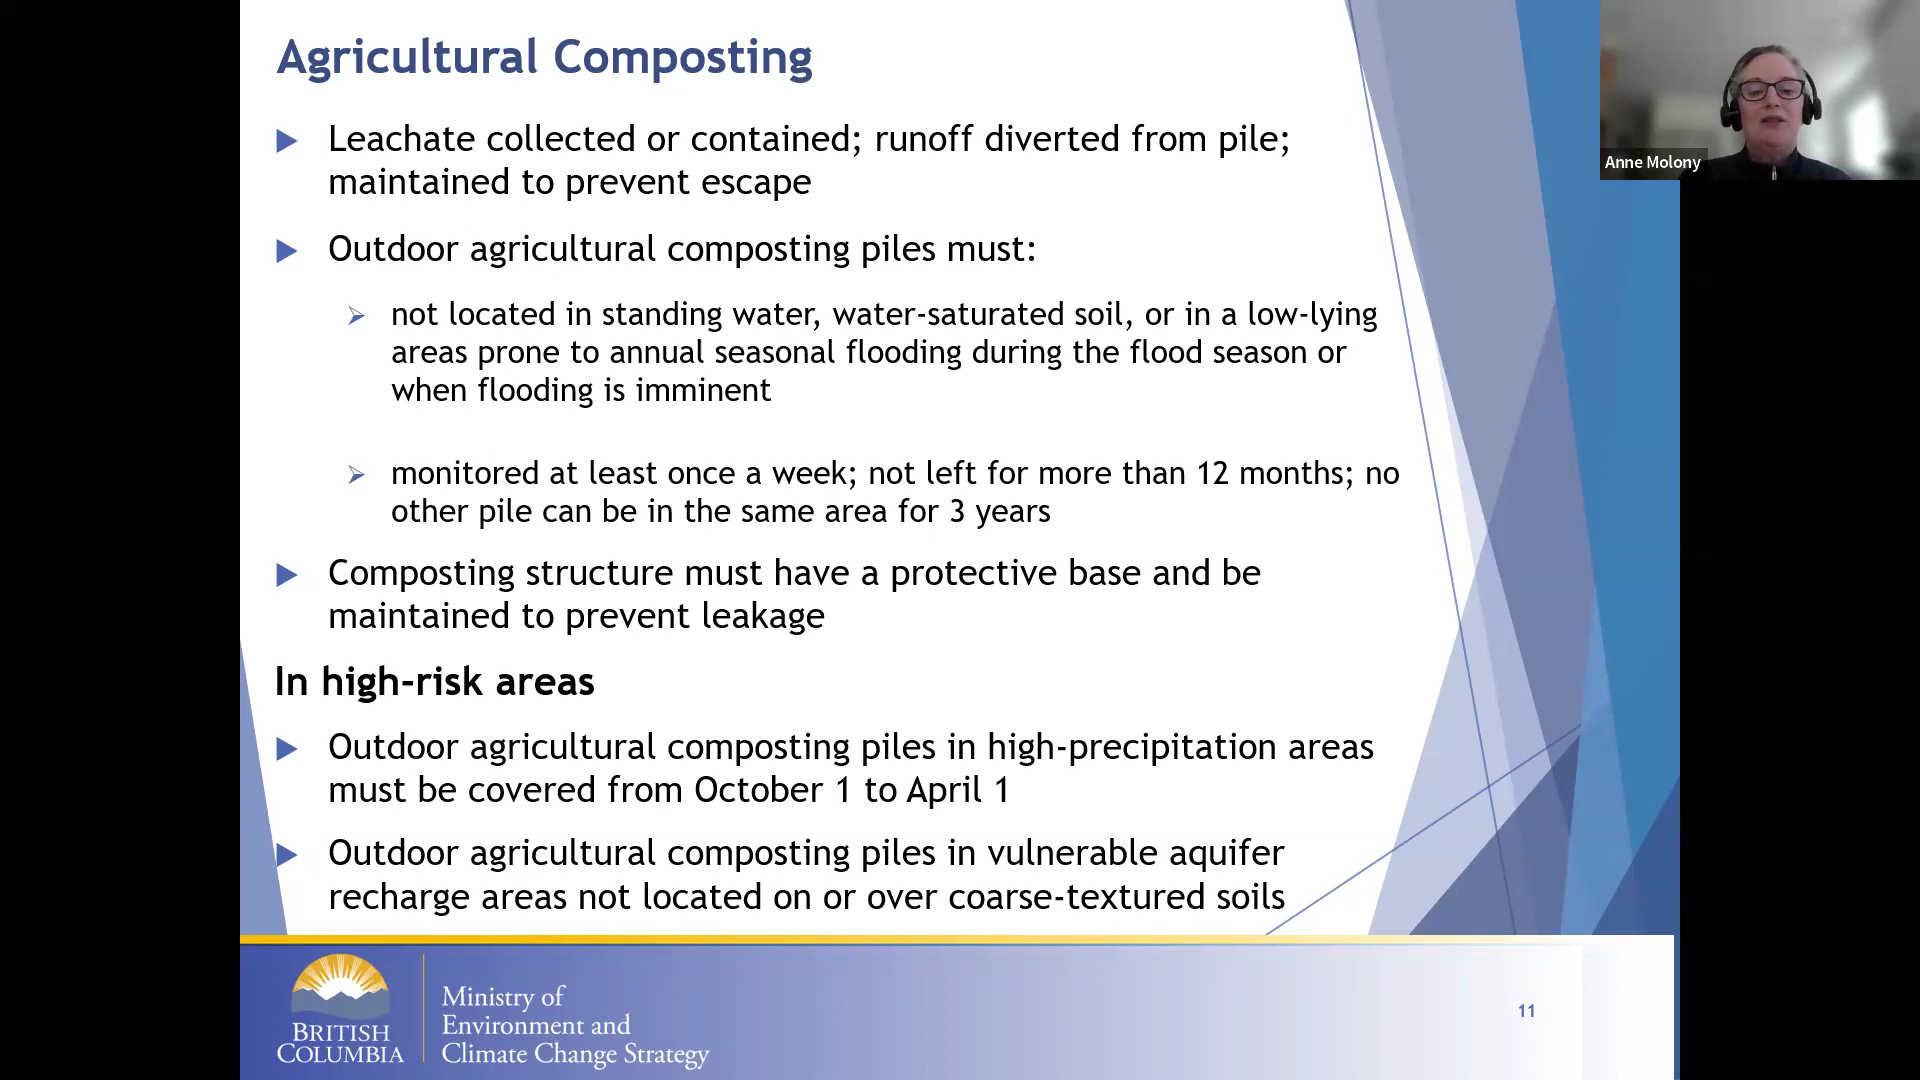 Agricultural Composting
Leachate collected or contained; runoff diverted from pile;
maintained to prevent escape
Outdoor agricultural composting piles must:
not located in standing water, water-saturated soil, or in a low-lying
areas prone to annual seasonal flooding during the flood season or
when flooding is imminent
monitored at least once a week; not left for more than 12 months; no
other pile can be in the same area for 3 years
Composting structure must have a protective base and be
maintained to prevent leakage
In high-risk areas
Outdoor agricultural composting piles in high-precipitation areas
must be covered from October 1 to April 1
Outdoor agricultural composting piles in vulnerable aquifer
recharge areas not located on or over coarse-textured soils
BRITISH
COLUMBIA
Ministry of
Environment and
Climate Change Strategy
11
Anne Molony